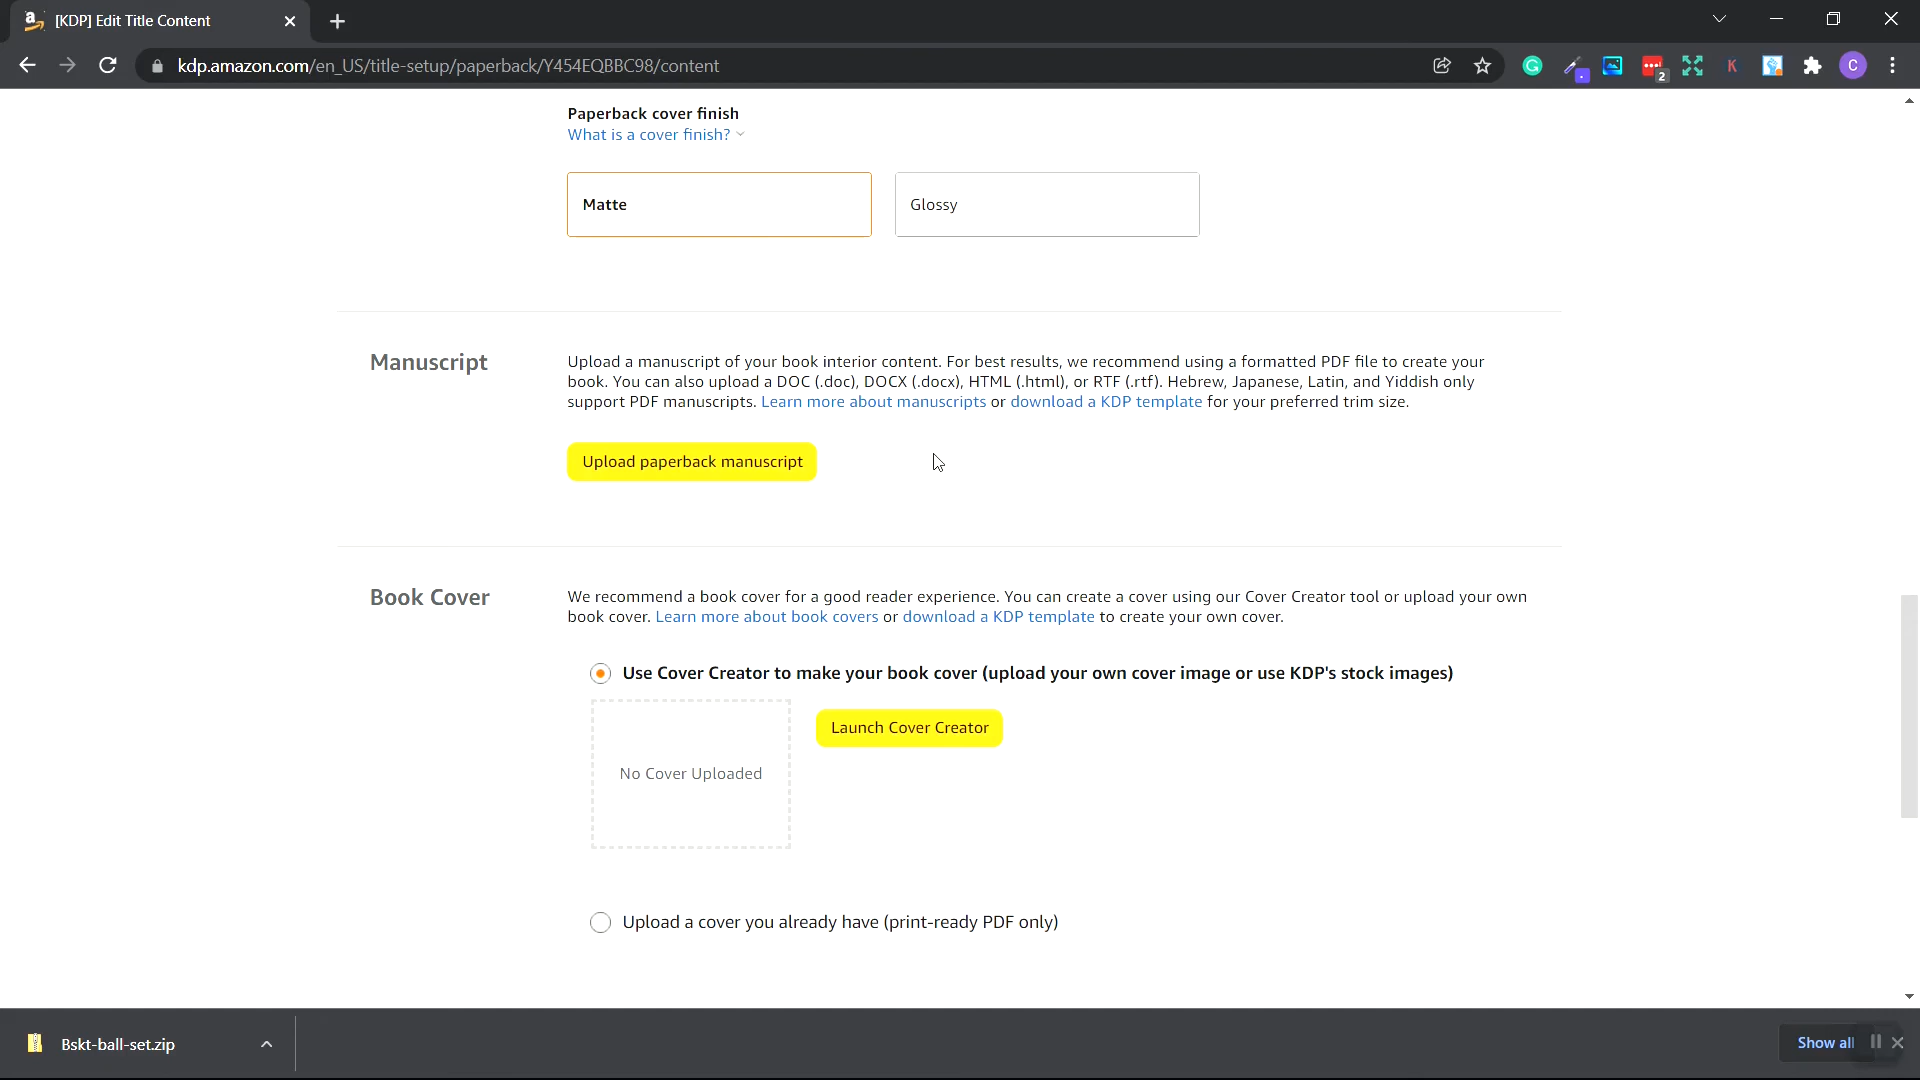 [KDP] Edit Title Content
kdp.amazon.com/en_US/title-setup/paperback/Y454EQBBC98/content
2
K
C
Paperback cover finish
What is a cover finish?
Matte
Glossy
Manuscript
Upload a manuscript of your book interior content. For best results, we recommend using a formatted PDF file to create your
book. You can also upload a DOC (.doc), DOCX (.docx), HTML (.html), or RTF (.rtf). Hebrew, Japanese, Latin, and Yiddish only
support PDF manuscripts. Learn more about manuscripts or download a KDP template for your preferred trim size.
Upload paperback manuscript
Book Cover
We recommend a book cover for a good reader experience. You can create a cover using our Cover Creator tool or upload your own
book cover. Learn more about book covers or download a KDP template to create your own cover.
Use Cover Creator to make your book cover (upload your own cover image or use KDP's stock images)
Launch Cover Creator
No Cover Uploaded
Upload a cover you already have (print-ready PDF only)
Bskt-ball-set.zip
Show all